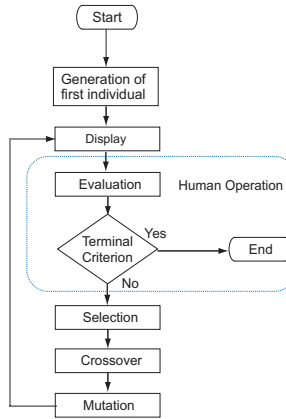 Start
Generation of
first individual
Display
Evaluation
Human Operation
Terminal
Criterion
Yes
End
No
Selection
Crossover
Mutation